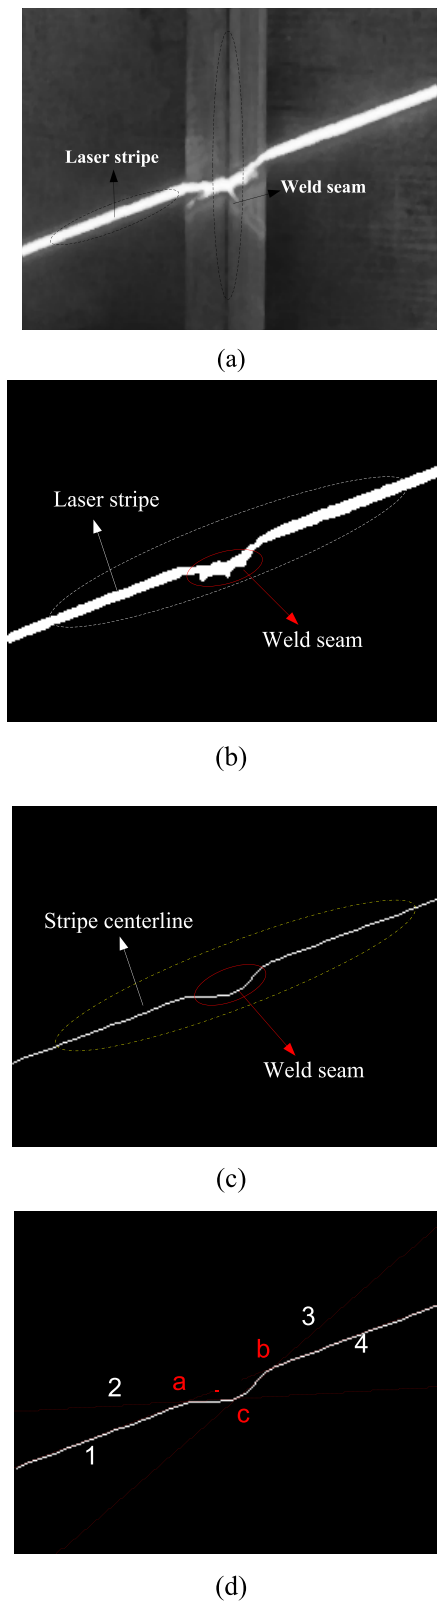 Laser stripe
Weld seam
(a)
Laser stripe
Weld seam
(b)
Stripe centerline
Weld seam
(c)
3
b
4
2
a
c
1
(d)